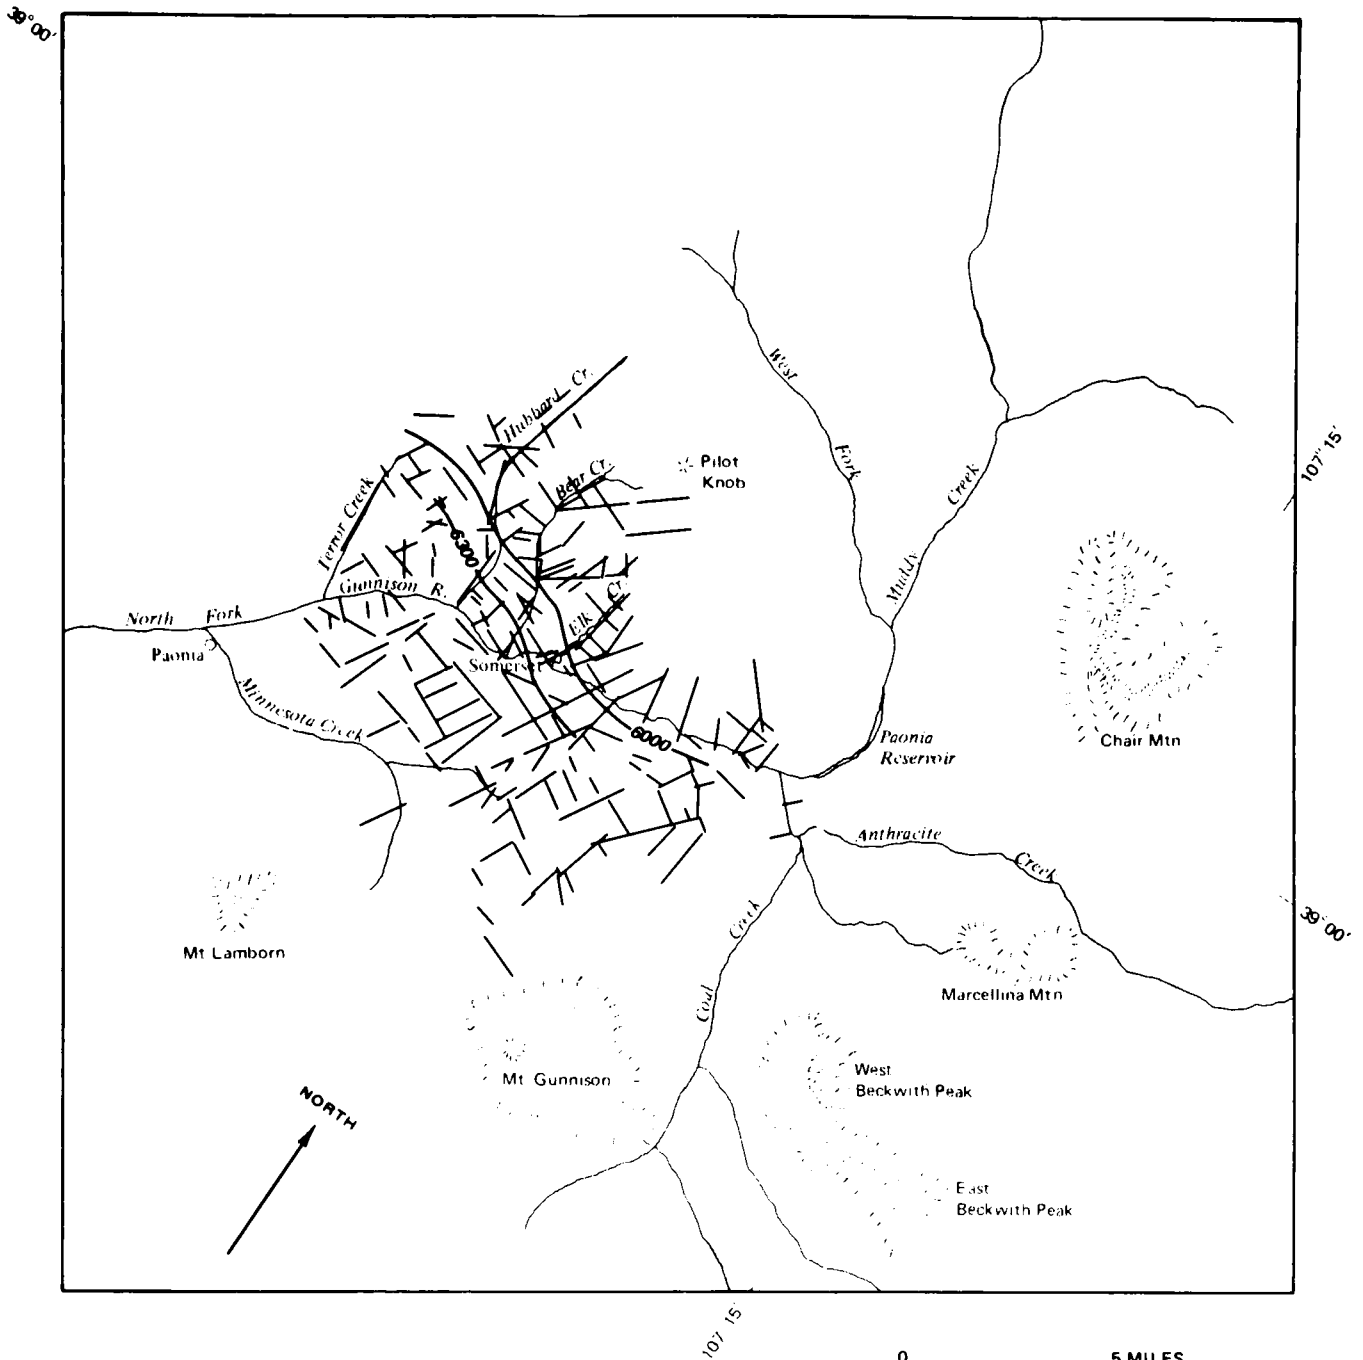 39°00'
West
Hubbard Cr.
Fork
Pilot
Knob
107°15'
Bear Cr.
Terror Creek
Creek
6300
Muddy
Gunnison R.
North Fork
Elk Cr.
Paonia
Somerset
Minnesota Creek
6000
Paonia
Reservoir
Chair Mtn
Anthracite
Creek
Creek
39°00'
Mt Lamborn
Marcellina Mtn
Coal
Mt. Gunnison
West
Beckwith Peak
NORTH
East
Beckwith Peak
107 15'
0 5 MILES